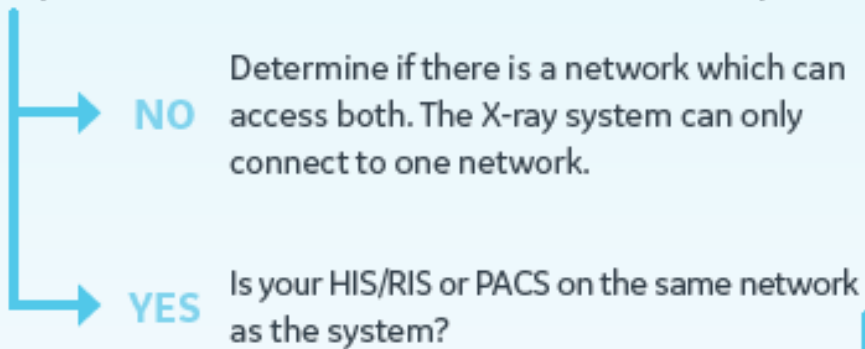 NO
Determine if there is a network which can
access both. The X-ray system can only
connect to one network.
YES
Is your HIS/RIS or PACS on the same network
as the system?